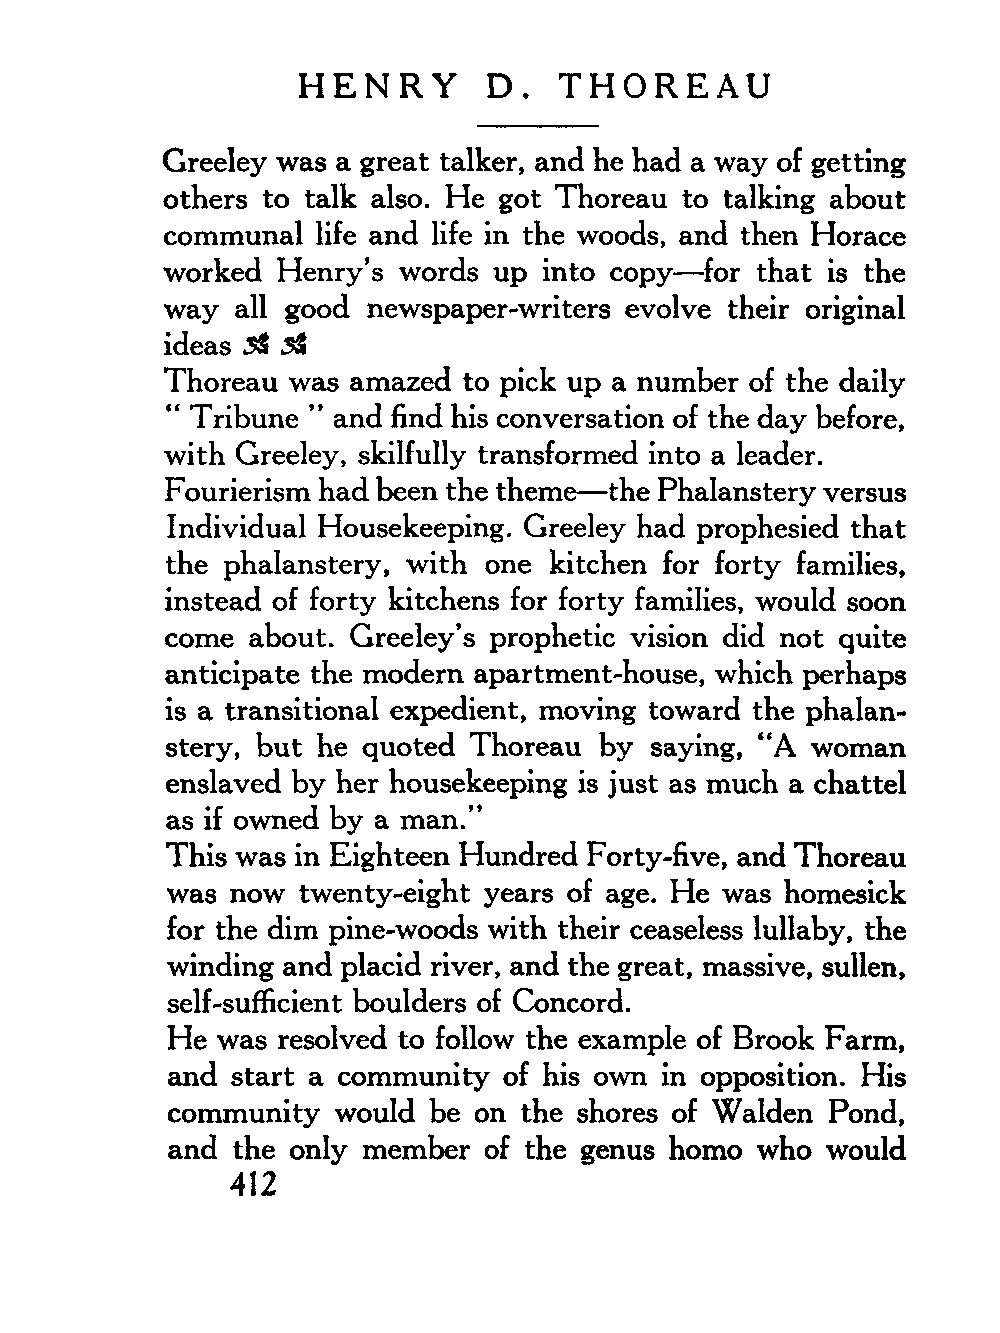 HENRY D. THOREAU
Greeley was a great talker, and he had a way of getting
others to talk also. He got Thoreau to talking about
communal life and life in the woods, and then Horace
worked Henry's words up into copy—for that is the
way all good newspaper-writers evolve their original
ideas
Thoreau was amazed to pick up a number of the daily
“ Tribune ” and find his conversation of the day before,
with Greeley, skilfully transformed into a leader.
Fourierism had been the theme—the Phalanstery versus
Individual Housekeeping. Greeley had prophesied that
the phalanstery, with one kitchen for forty families,
instead of forty kitchens for forty families, would soon
come about. Greeley's prophetic vision did not quite
anticipate the modern apartment-house, which perhaps
is a transitional expedient, moving toward the phalan-
stery, but he quoted Thoreau by saying, “A woman
enslaved by her housekeeping is just as much a chattel
as if owned by a man.”
This was in Eighteen Hundred Forty-five, and Thoreau
was now twenty-eight years of age. He was homesick
for the dim pine-woods with their ceaseless lullaby, the
winding and placid river, and the great, massive, sullen,
self-sufficient boulders of Concord.
He was resolved to follow the example of Brook Farm,
and start a community of his own in opposition. His
community would be on the shores of Walden Pond,
and the only member of the genus homo who would
412